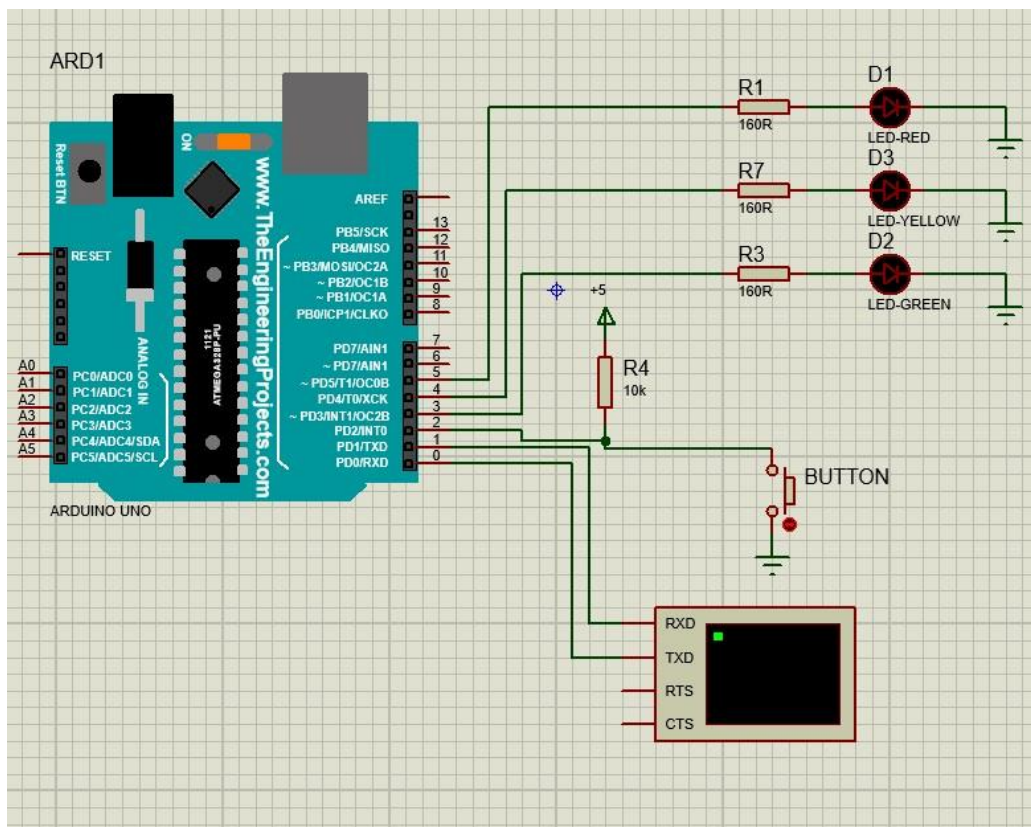 ARD1
Reset BTN
ON
www.TheEngineeringProjects.com
RESET
ANALOG IN
1121
ATMEGA328P-PU
AREF
PB5/SCK 13
PB4/MISO 12
~ PB3/MOSI/OC2A 11
~ PB2/OC1B 10
~ PB1/OC1A 9
PB0/ICP1/CLKO 8
PD7/AIN1 7
~ PD7/AIN1 6
~ PD5/T1/OC0B 5
PD4/T0/XCK 4
~ PD3/INT1/OC2B 3
PD2/INT0 2
PD1/TXD 1
PD0/RXD 0
A0 PC0/ADC0
A1 PC1/ADC1
A2 PC2/ADC2
A3 PC3/ADC3
A4 PC4/ADC4/SDA
A5 PC5/ADC5/SCL
ARDUINO UNO
R1
160R
D1
LED-RED
R7
160R
D3
LED-YELLOW
R3
160R
D2
LED-GREEN
+5
R4
10k
BUTTON
RXD
TXD
RTS
CTS